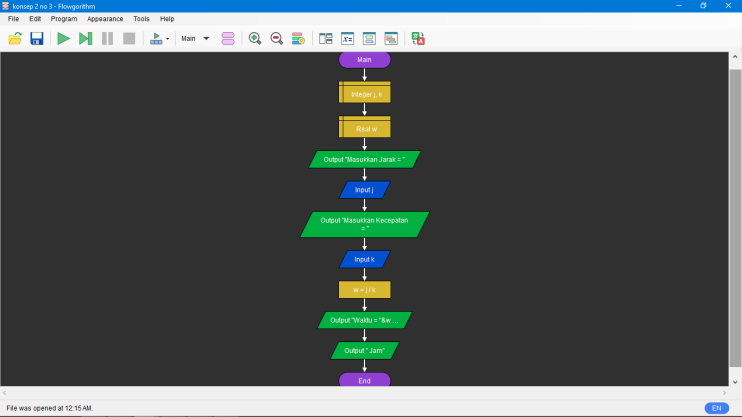 konsep 2 no 3 - Flowgorithm
File Edit Program Appearance Tools Help
Main
Main
Integer j, k
Real w
Output "Masukkan Jarak = "
Input j
Output "Masukkan Kecepatan
= "
Input k
w = j / k
Output "Waktu = "&w ...
Output " Jam"
End
File was opened at 12:15 AM.
EN